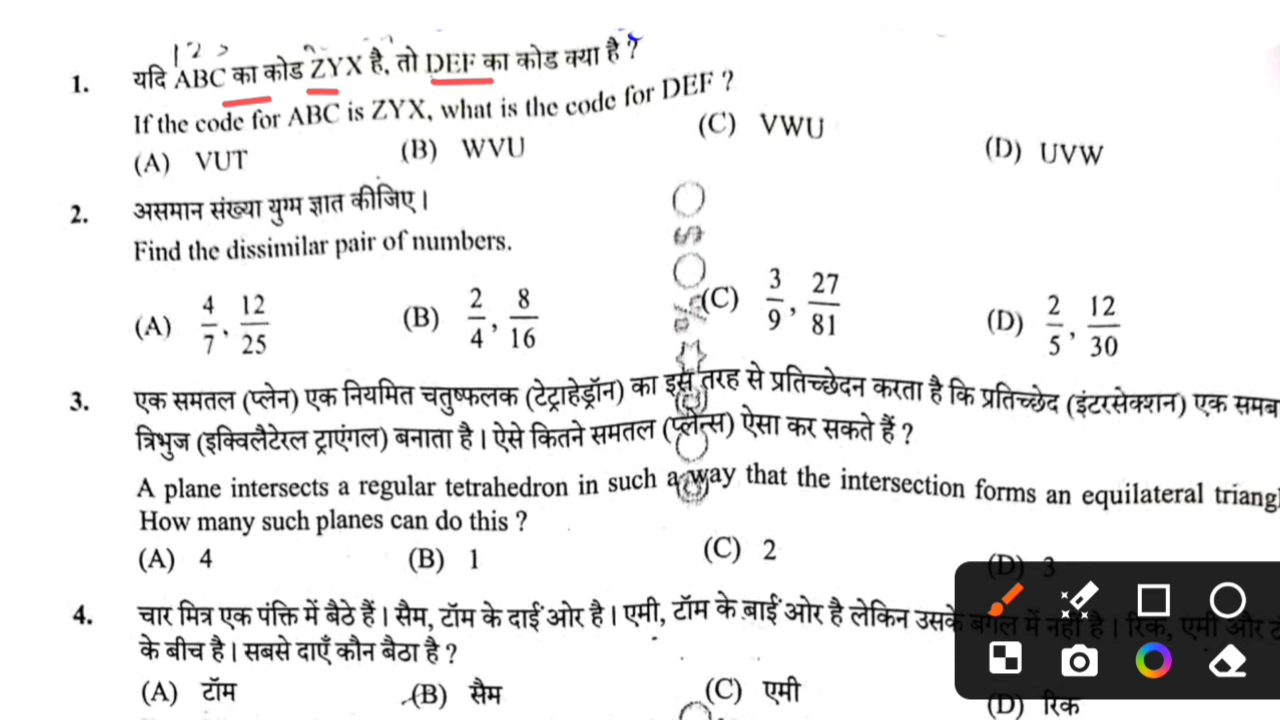 1 2 3
1. यदि ABC का कोड ZYX है, तो DEF का कोड क्या है ?
If the code for ABC is ZYX, what is the code for DEF ?
(A) VUT (B) WVU (C) VWU (D) UVW
2. असमान संख्या युग्म ज्ञात कीजिए।
Find the dissimilar pair of numbers.
(A) 4/7, 12/25 (B) 2/4, 8/16 (C) 3/9, 27/81 (D) 2/5, 12/30
3. एक समतल (प्लेन) एक नियमित चतुष्फलक (टेट्राहेड्रॉन) का इस तरह से प्रतिच्छेदन करता है कि प्रतिच्छेद (इंटरसेक्शन) एक समब
त्रिभुज (इक्विलैटेरल ट्राएंगल) बनाता है। ऐसे कितने समतल (प्लेन्स) ऐसा कर सकते हैं ?
A plane intersects a regular tetrahedron in such a way that the intersection forms an equilateral triangl
How many such planes can do this ?
(A) 4 (B) 1 (C) 2 (D) 3
4. चार मित्र एक पंक्ति में बैठे हैं। सैम, टॉम के दाईं ओर है। एमी, टॉम के बाईं ओर है लेकिन उसके बगल में नहीं है। रिक, एमी और
के बीच है। सबसे दाएँ कौन बैठा है ?
(A) टॉम (B) सैम (C) एमी (D) रिक